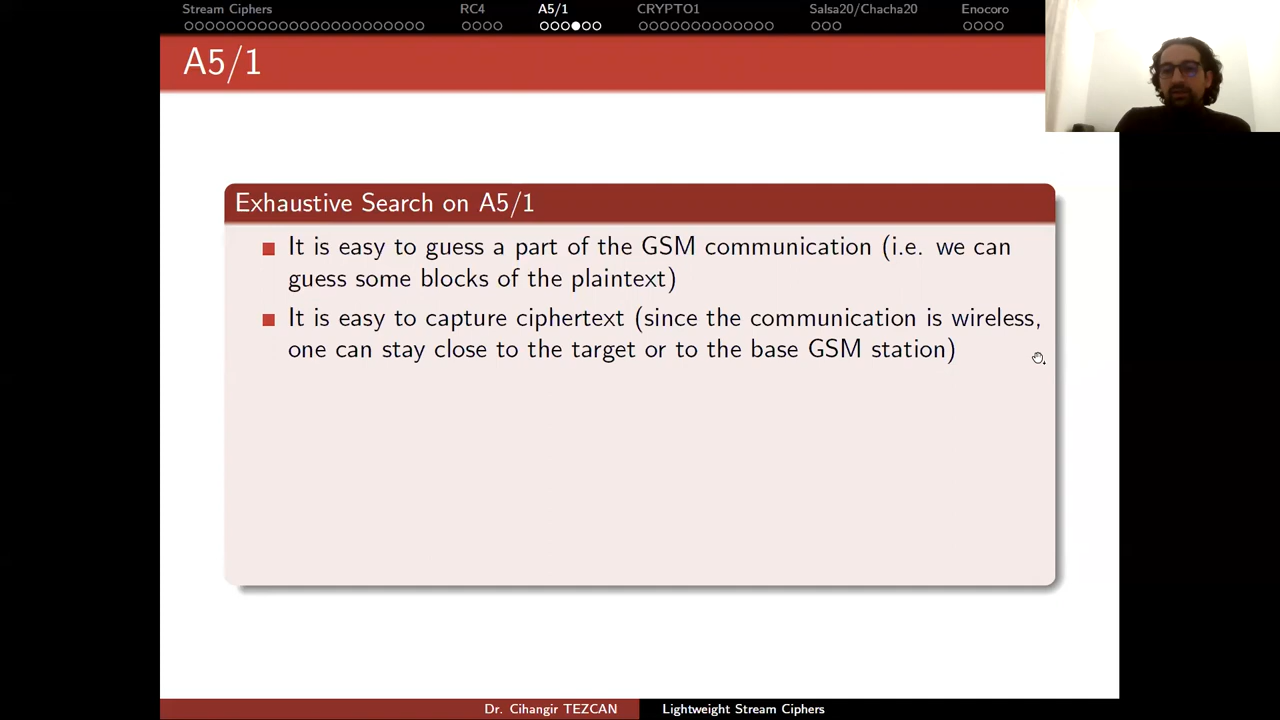 Stream Ciphers RC4 A5/1 CRYPTO1 Salsa20/Chacha20 Enocoro
A5/1
Exhaustive Search on A5/1
It is easy to guess a part of the GSM communication (i.e. we can
guess some blocks of the plaintext)
It is easy to capture ciphertext (since the communication is wireless,
one can stay close to the target or to the base GSM station)
Dr. Cihangir TEZCAN Lightweight Stream Ciphers